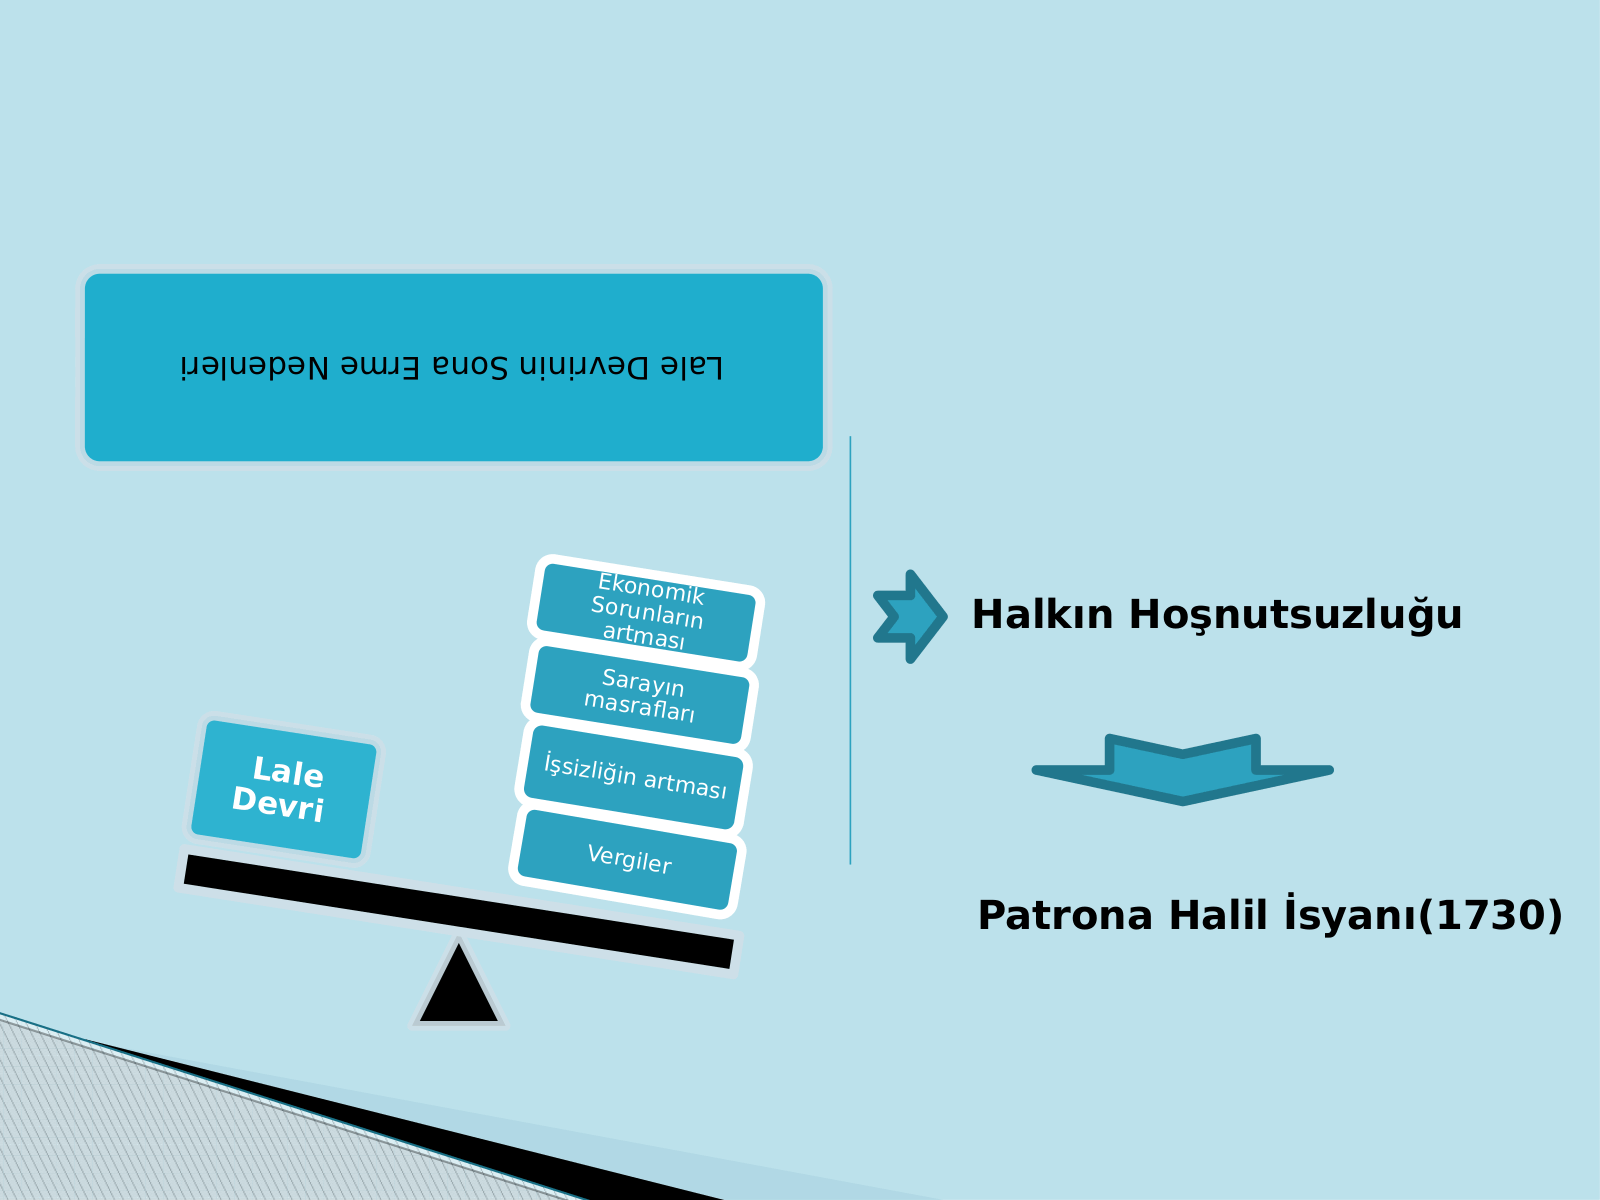 Lale Devrinin Sona Erme Nedenleri
Ekonomik
Sorunların
artması
Sarayın
masrafları
İşsizliğin artması
Vergiler
Lale
Devri
Halkın Hoşnutsuzluğu
Patrona Halil İsyanı(1730)